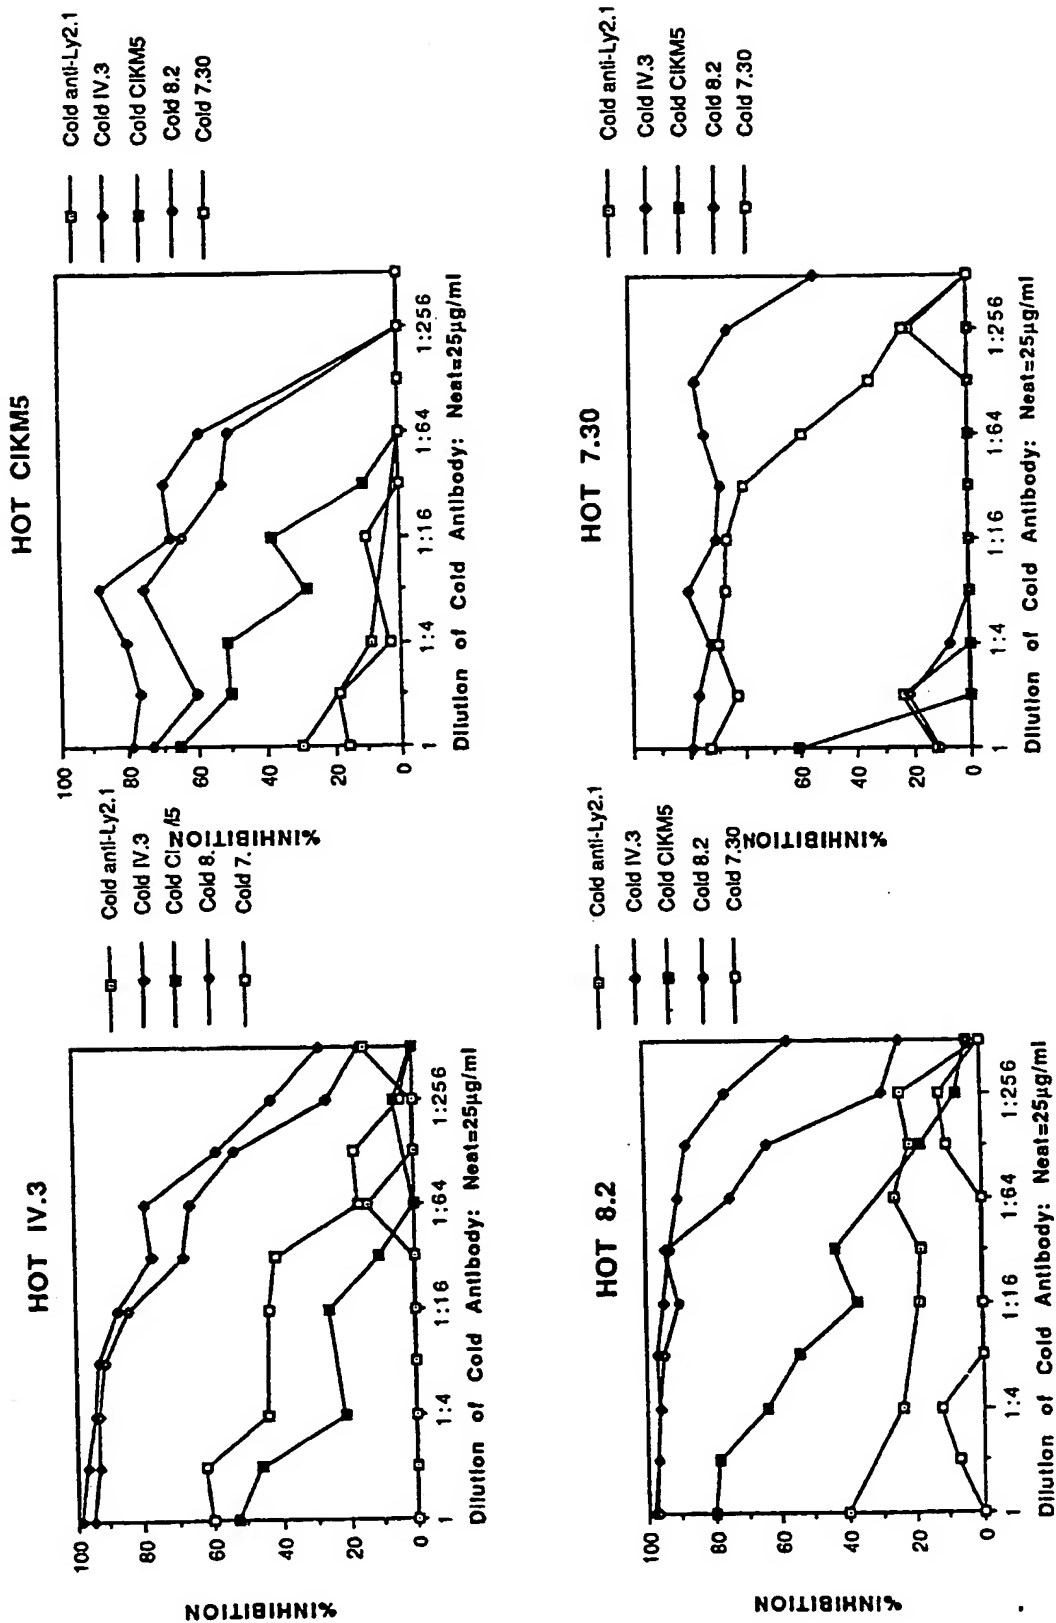 HOT IV.3
%INHIBITION
100
80
60
40
20
0
1 1:4 1:16 1:64 1:256
Dilution of Cold Antibody: Neat=25µg/ml
Cold anti-Ly2.1
Cold IV.3
Cold
Cold 8.
Cold 7.
HOT CIKM5
%INHIBITION
100
80
60
40
20
0
1 1:4 1:16 1:64 1:256
Dilution of Cold Antibody: Neat=25µg/ml
Cold anti-Ly2.1
Cold IV.3
Cold CIKM5
Cold 8.2
Cold 7.30
HOT 8.2
%INHIBITION
100
80
60
40
20
0
1 1:4 1:16 1:64 1:256
Dilution of Cold Antibody: Neat=25µg/ml
Cold anti-Ly2.1
Cold IV.3
Cold CIKM5
Cold 8.2
Cold 7.30
HOT 7.30
%INHIBITION
80
60
40
20
0
1 1:4 1:16 1:64 1:256
Dilution of Cold Antibody: Neat=25µg/ml
Cold anti-Ly2.1
Cold IV.3
Cold CIKM5
Cold 8.2
Cold 7.30